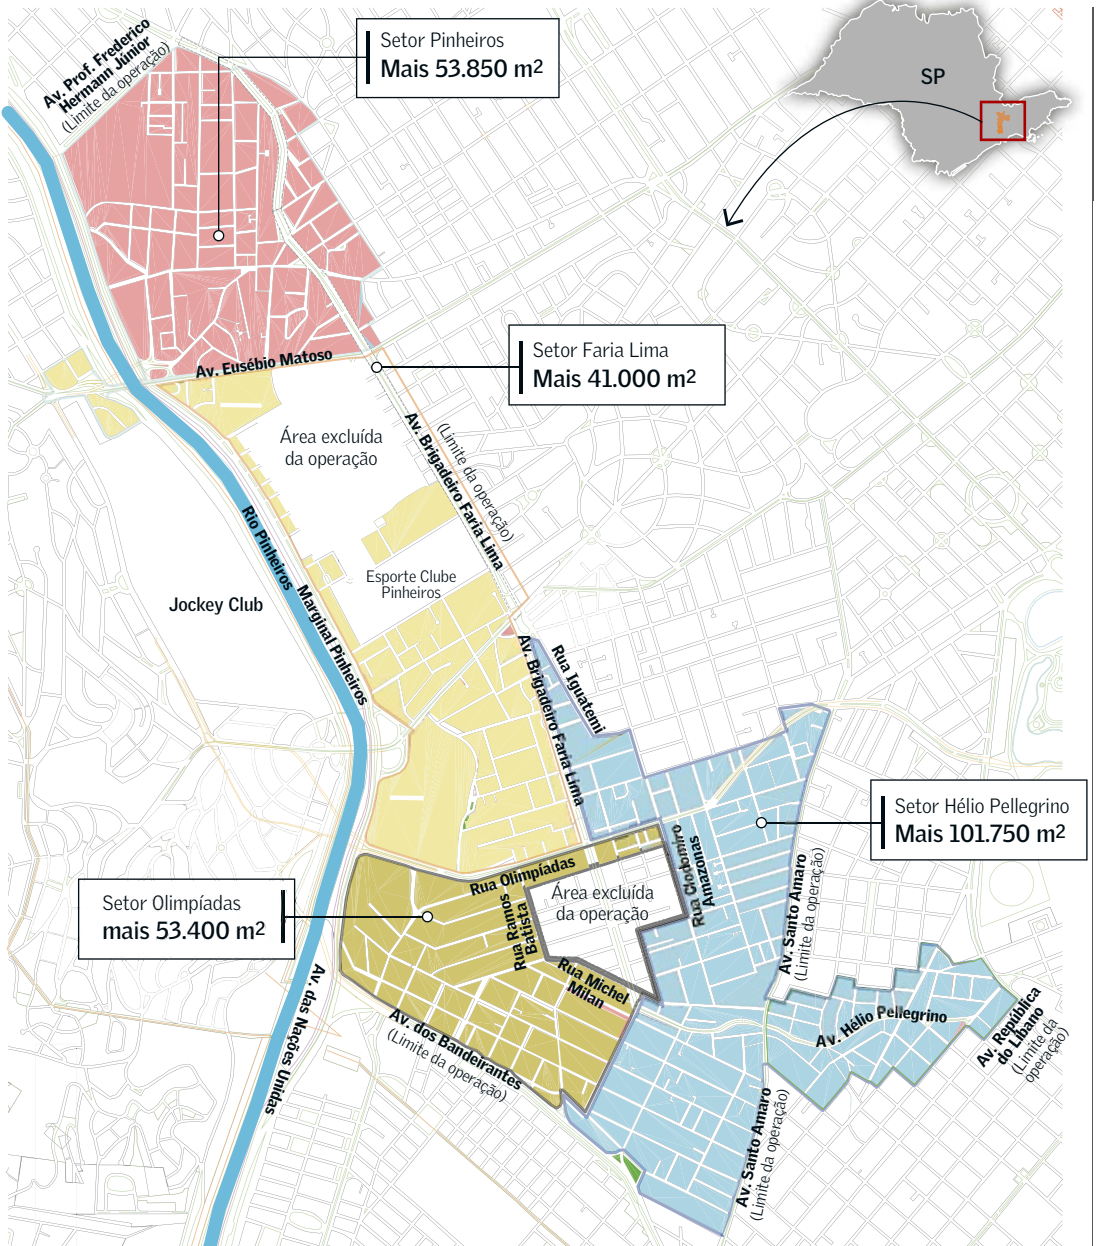 Av. Prof. Frederico
Hermann Júnior
(Limite da operação)
Setor Pinheiros
Mais 53.850 m2
SP
Setor Faria Lima
Mais 41.000 m2
Av. Eusébio Matoso
Área excluída
da operação
Av. Brigadeiro Faria Lima
(Limite da operação)
Rio Pinheiros
Esporte Clube
Pinheiros
Jockey Club
Marginal Pinheiros
Av. Brigadeiro Faria Lima
Rua Iguatemi
Setor Hélio Pellegrino
Mais 101.750 m2
Rua Clodomiro
Amazonas
Av. Santo Amaro
(Limite da operação)
Rua Olimpíadas
Área excluída
da operação
Setor Olimpíadas
mais 53.400 m2
Rua Ramos
Batista
Rua Michel
Milan
Av. das Nações Unidas
Av. dos Bandeirantes
(Limite da operação)
Av. Hélio Pellegrino
Av. República
do Líbano
(Limite da
operação)
Av. Santo Amaro
(Limite da operação)